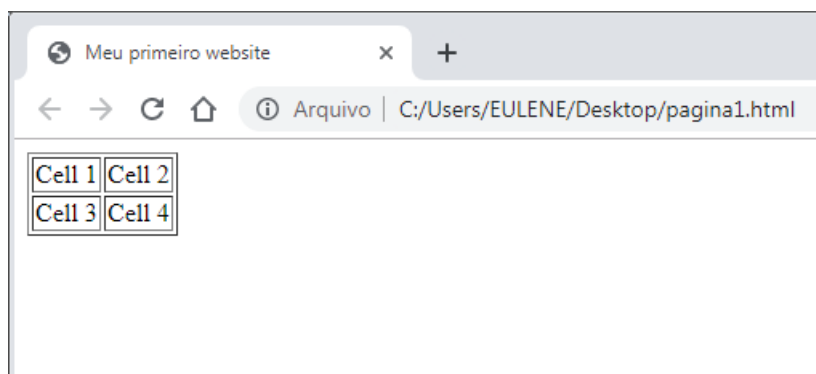 Meu primeiro website
Arquivo C:/Users/EULENE/Desktop/pagina1.html
Cell 1 Cell 2
Cell 3 Cell 4